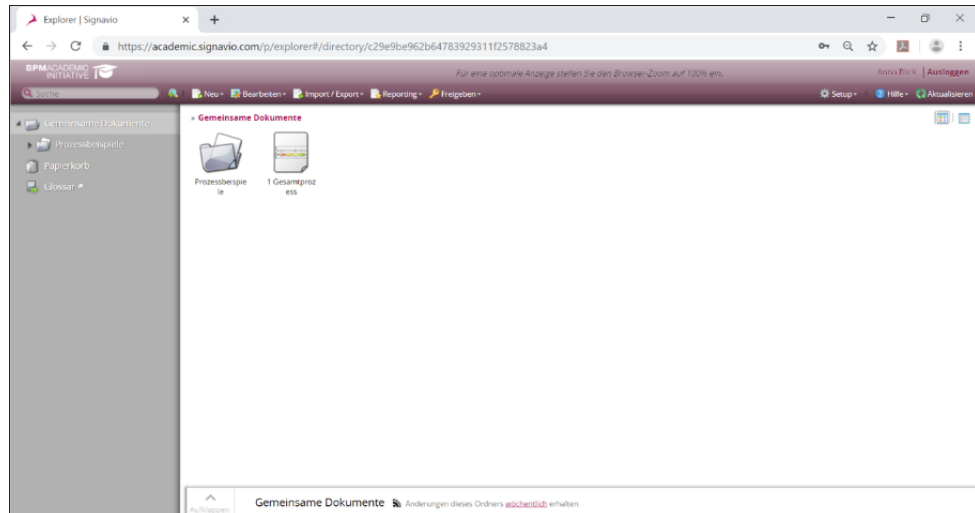 Explorer | Signavio
https://academic.signavio.com/p/explorer#/directory/c29e9be962b64783929311f2578823a4
BPMACADEMIC
INITIATIVE
Für eine optimale Anzeige stellen Sie den Browser-Zoom auf 100% ein.
Anna Blick | Ausloggen
Suche
Neu
Bearbeiten
Import / Export
Reporting
Freigeben
Setup
Hilfe
Aktualisieren
Gemeinsame Dokumente
Prozessbeispiele
Papierkorb
Glossar
» Gemeinsame Dokumente
Prozessbeispie
le
1 Gesamtproz
ess
Aufklappen
Gemeinsame Dokumente
Änderungen dieses Ordners wöchentlich erhalten